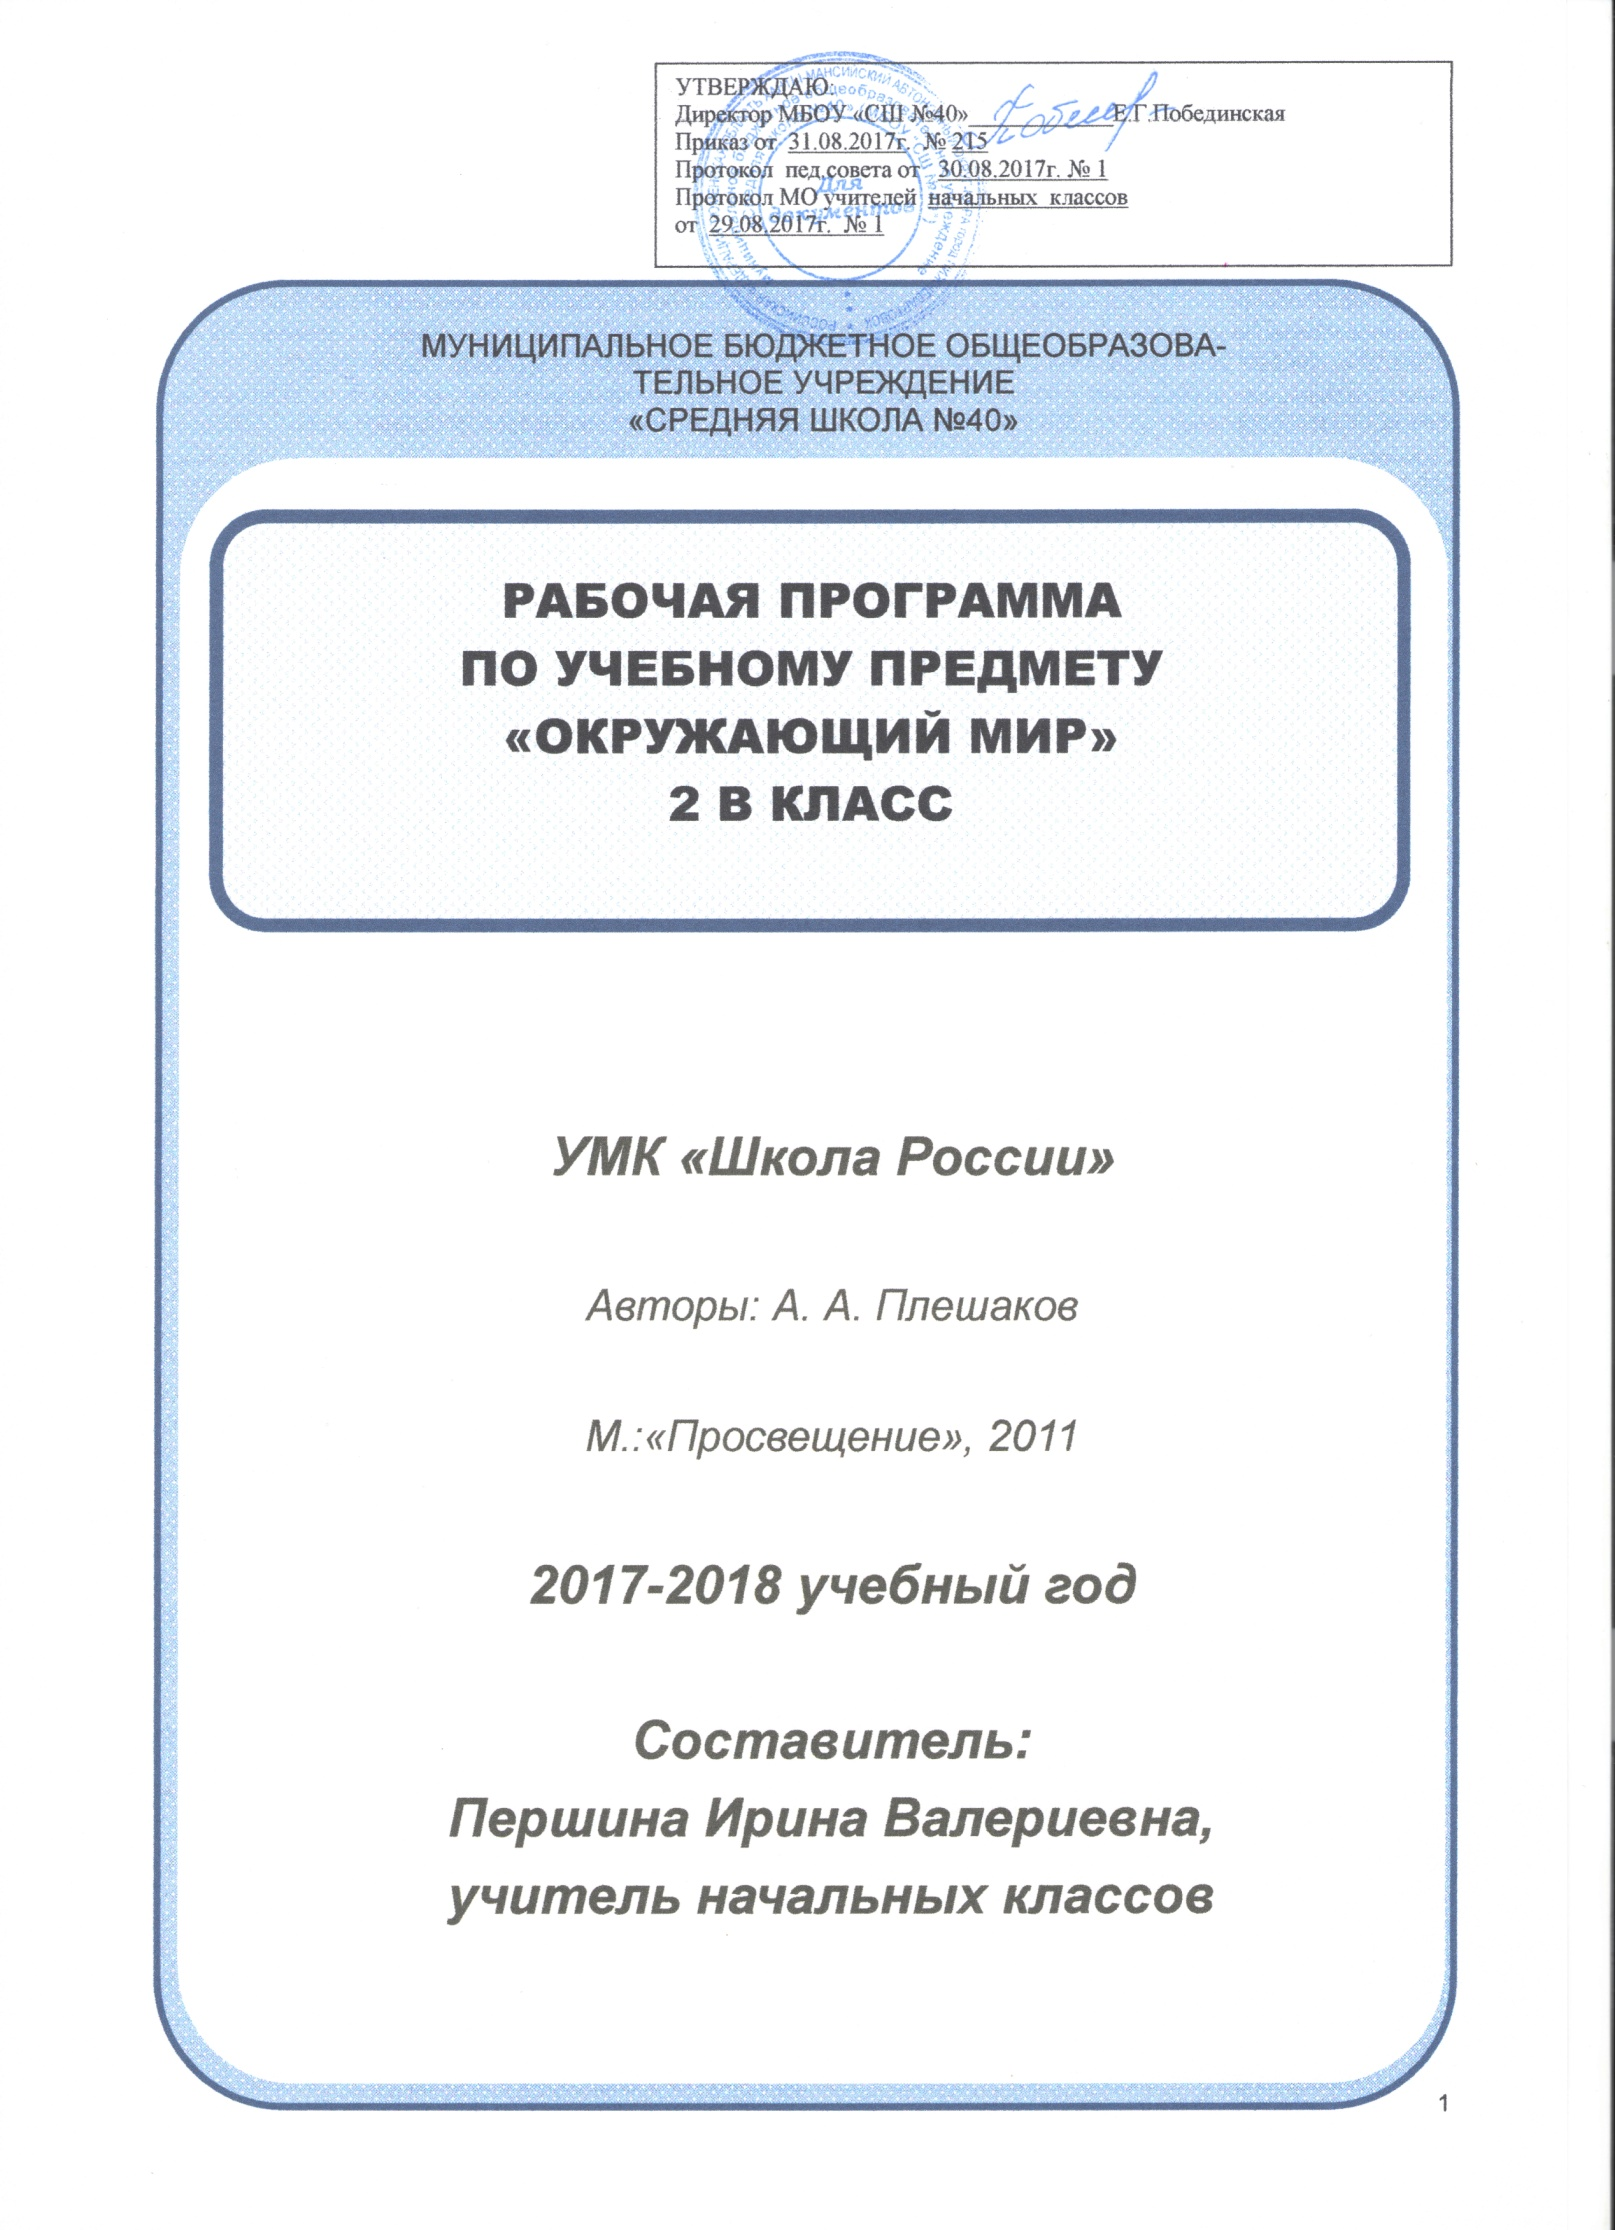 УТВЕРЖДАЮ:
Директор МБОУ «СШ №40»____________Е.Г.Побединская
Приказ от 31.08.2017г. № 215
Протокол пед.совета от 30.08.2017г. № 1
Протокол МО учителей начальных классов
от 29.08.2017г. № 1
Для
документов
МУНИЦИПАЛЬНОЕ БЮДЖЕТНОЕ ОБЩЕОБРАЗОВА-
ТЕЛЬНОЕ УЧРЕЖДЕНИЕ
«СРЕДНЯЯ ШКОЛА №40»
РАБОЧАЯ ПРОГРАММА
ПО УЧЕБНОМУ ПРЕДМЕТУ
«ОКРУЖАЮЩИЙ МИР»
2 В КЛАСС
УМК «Школа России»
Авторы: А. А. Плешаков
М.:«Просвещение», 2011
2017-2018 учебный год
Составитель:
Першина Ирина Валериевна,
учитель начальных классов
1